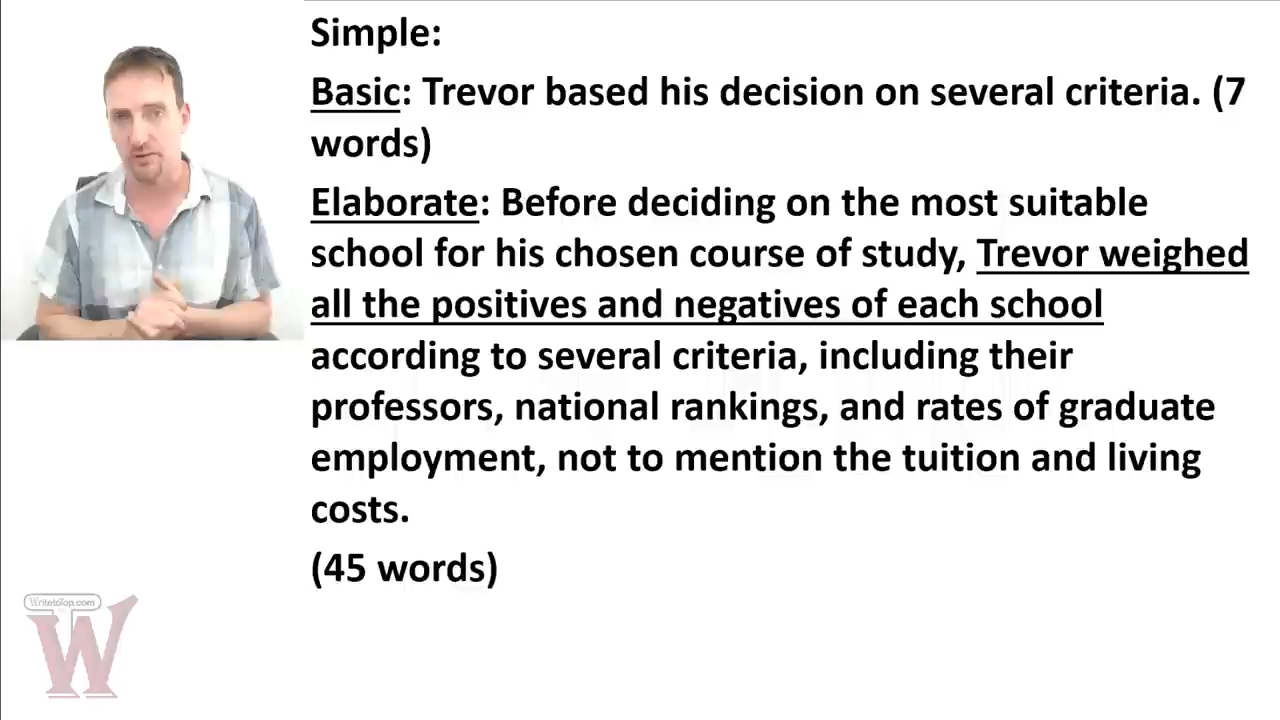 Simple:
Basic: Trevor based his decision on several criteria. (7
words)
Elaborate: Before deciding on the most suitable
school for his chosen course of study, Trevor weighed
all the positives and negatives of each school
according to several criteria, including their
professors, national rankings, and rates of graduate
employment, not to mention the tuition and living
costs.
(45 words)
WritetoTop.com
W